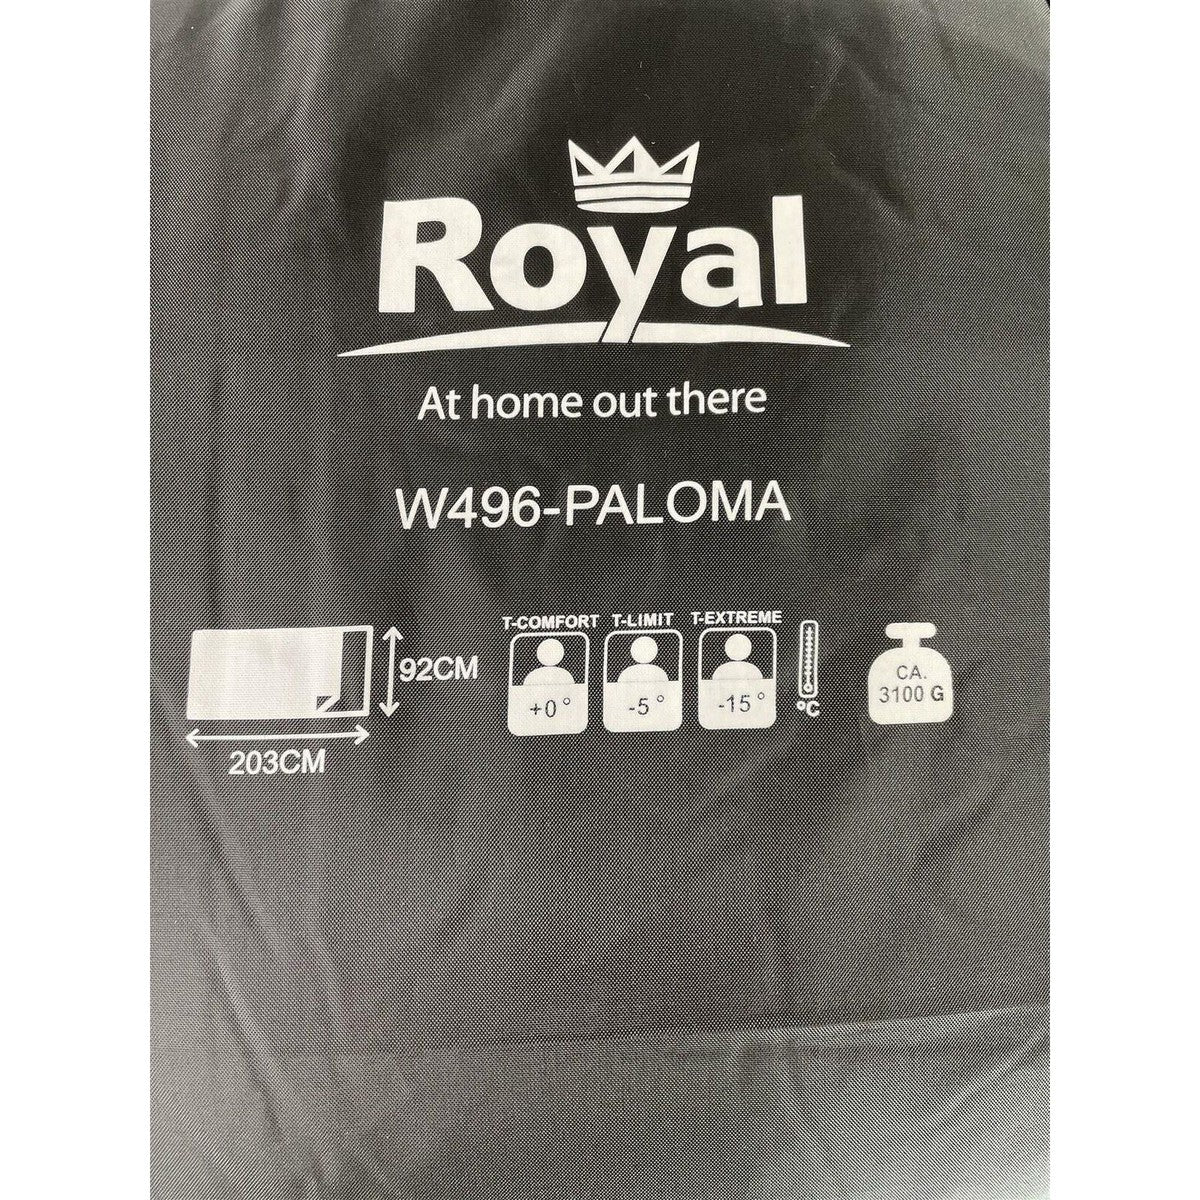 Royal
At home out there
W496-PALOMA
T-COMFORT T-LIMIT T-EXTREME
92CM
+0° -5° -15° °C
CA.
3100 G
203CM